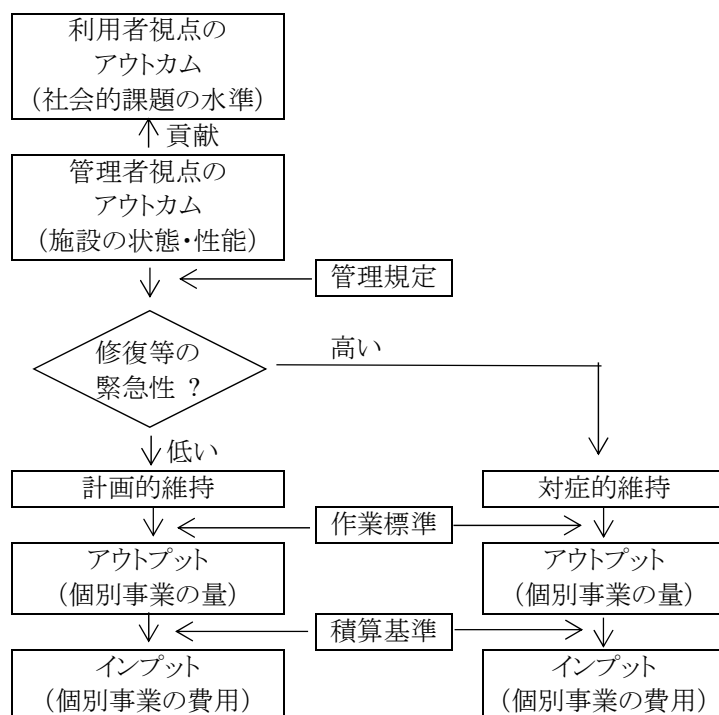 利用者視点の
アウトカム
（社会的課題の水準）
貢献
管理者視点の
アウトカム
（施設の状態・性能）
管理規定
修復等の
緊急性 ?
高い
低い
計画的維持
対症的維持
作業標準
アウトプット
（個別事業の量）
アウトプット
（個別事業の量）
積算基準
インプット
（個別事業の費用）
インプット
（個別事業の費用）